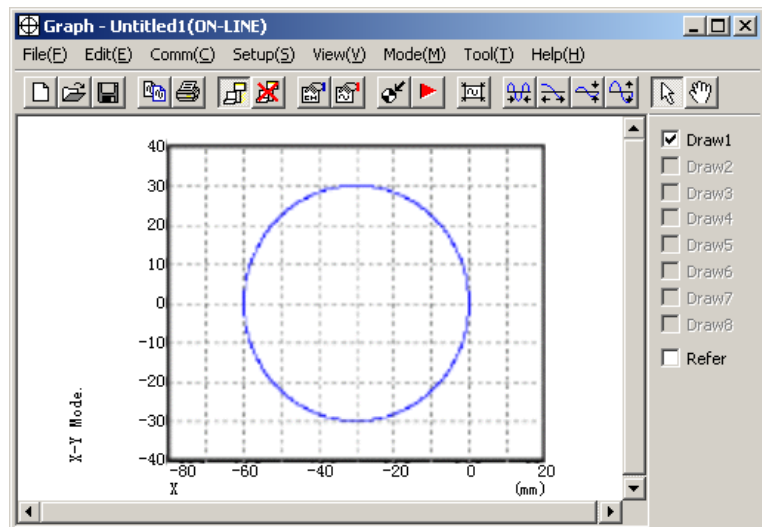 Graph - Untitled1(ON-LINE)
File(F) Edit(E) Comm(C) Setup(S) View(V) Mode(M) Tool(T) Help(H)
40
30
20
10
0
-10
-20
-30
-40
X-Y Mode.
-80 -60 -40 -20 0 20
X (mm)
Draw1
Draw2
Draw3
Draw4
Draw5
Draw6
Draw7
Draw8
Refer